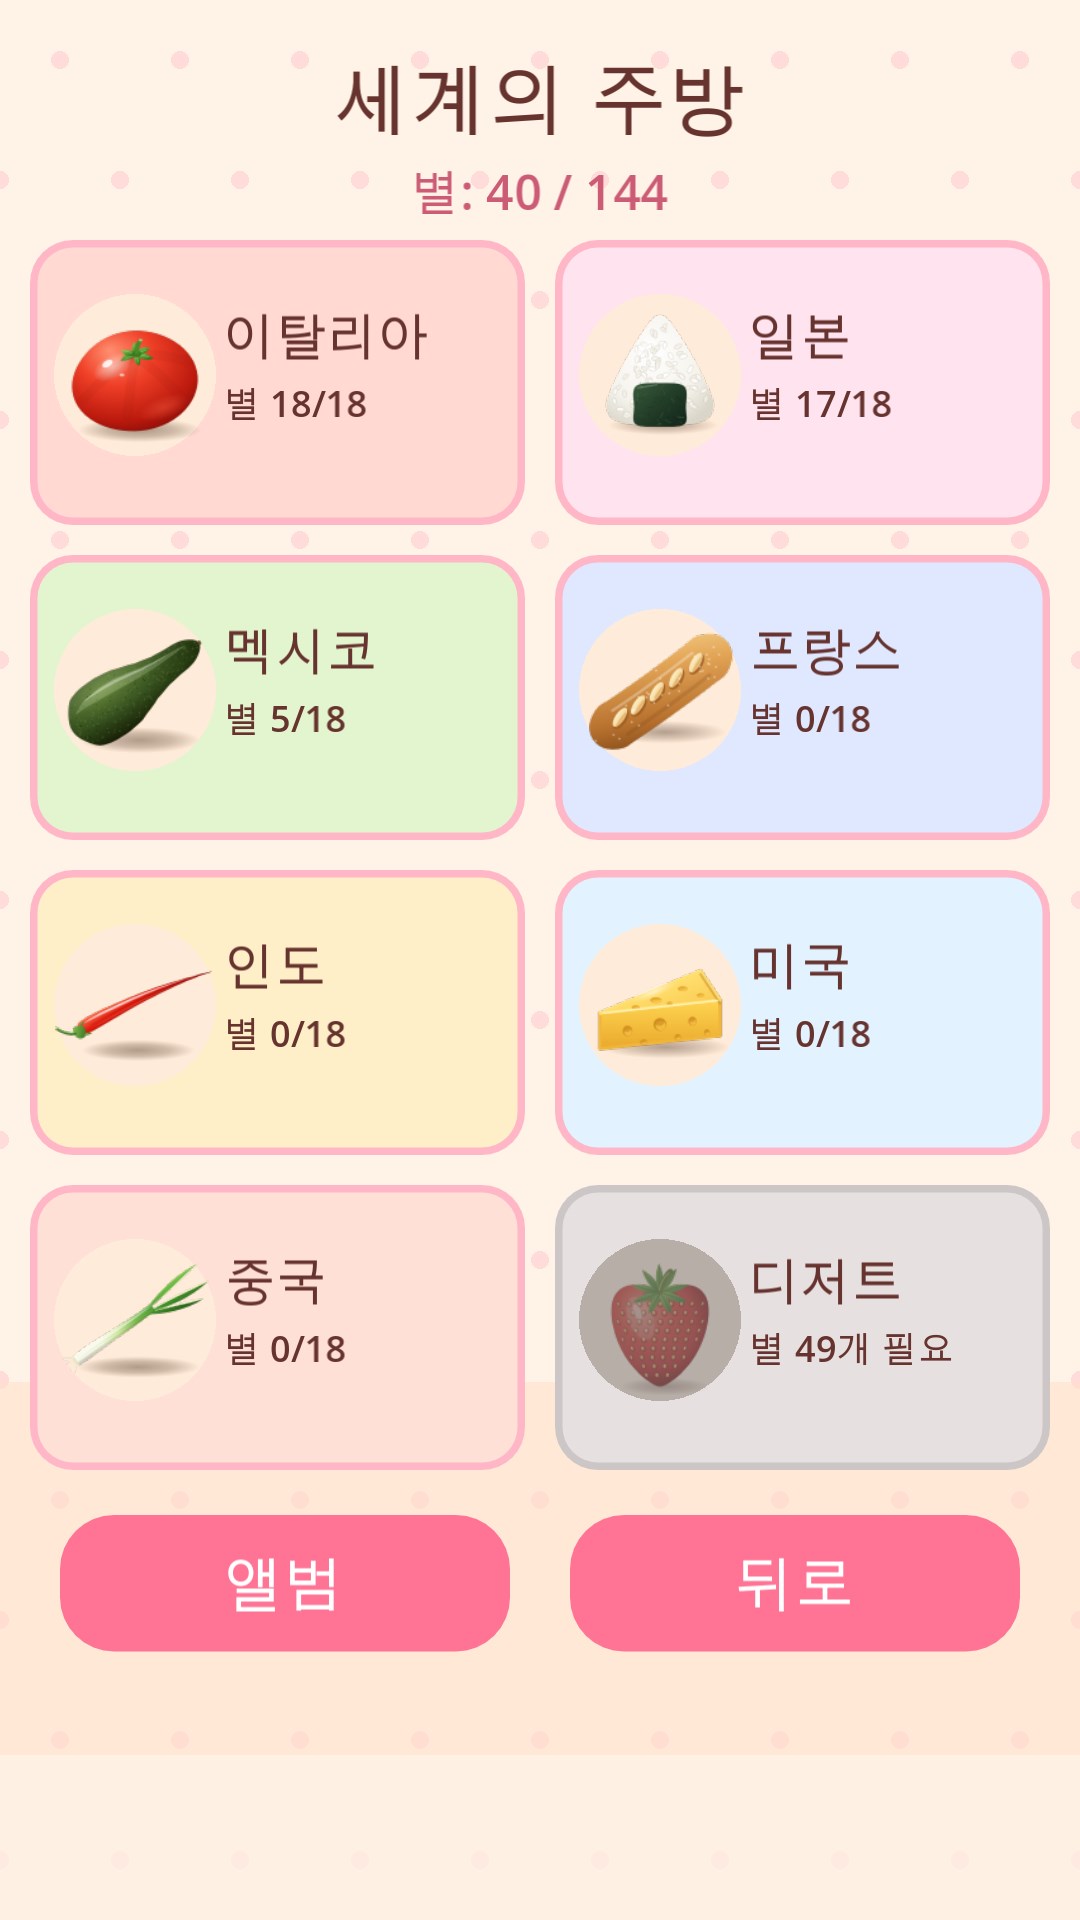 세계의 주방
별: 40 / 144
이탈리아
별 18/18
일본
별 17/18
멕시코
별 5/18
프랑스
별 0/18
인도
별 0/18
미국
별 0/18
중국
별 0/18
디저트
별 49개 필요
앨범
뒤로